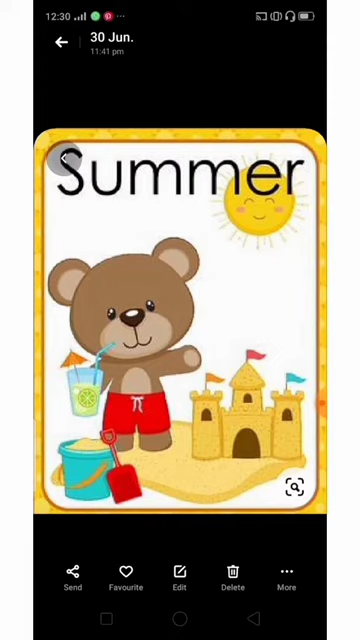 12:30
30 Jun.
11:41 pm
Summer
Send
Favourite
Edit
Delete
More